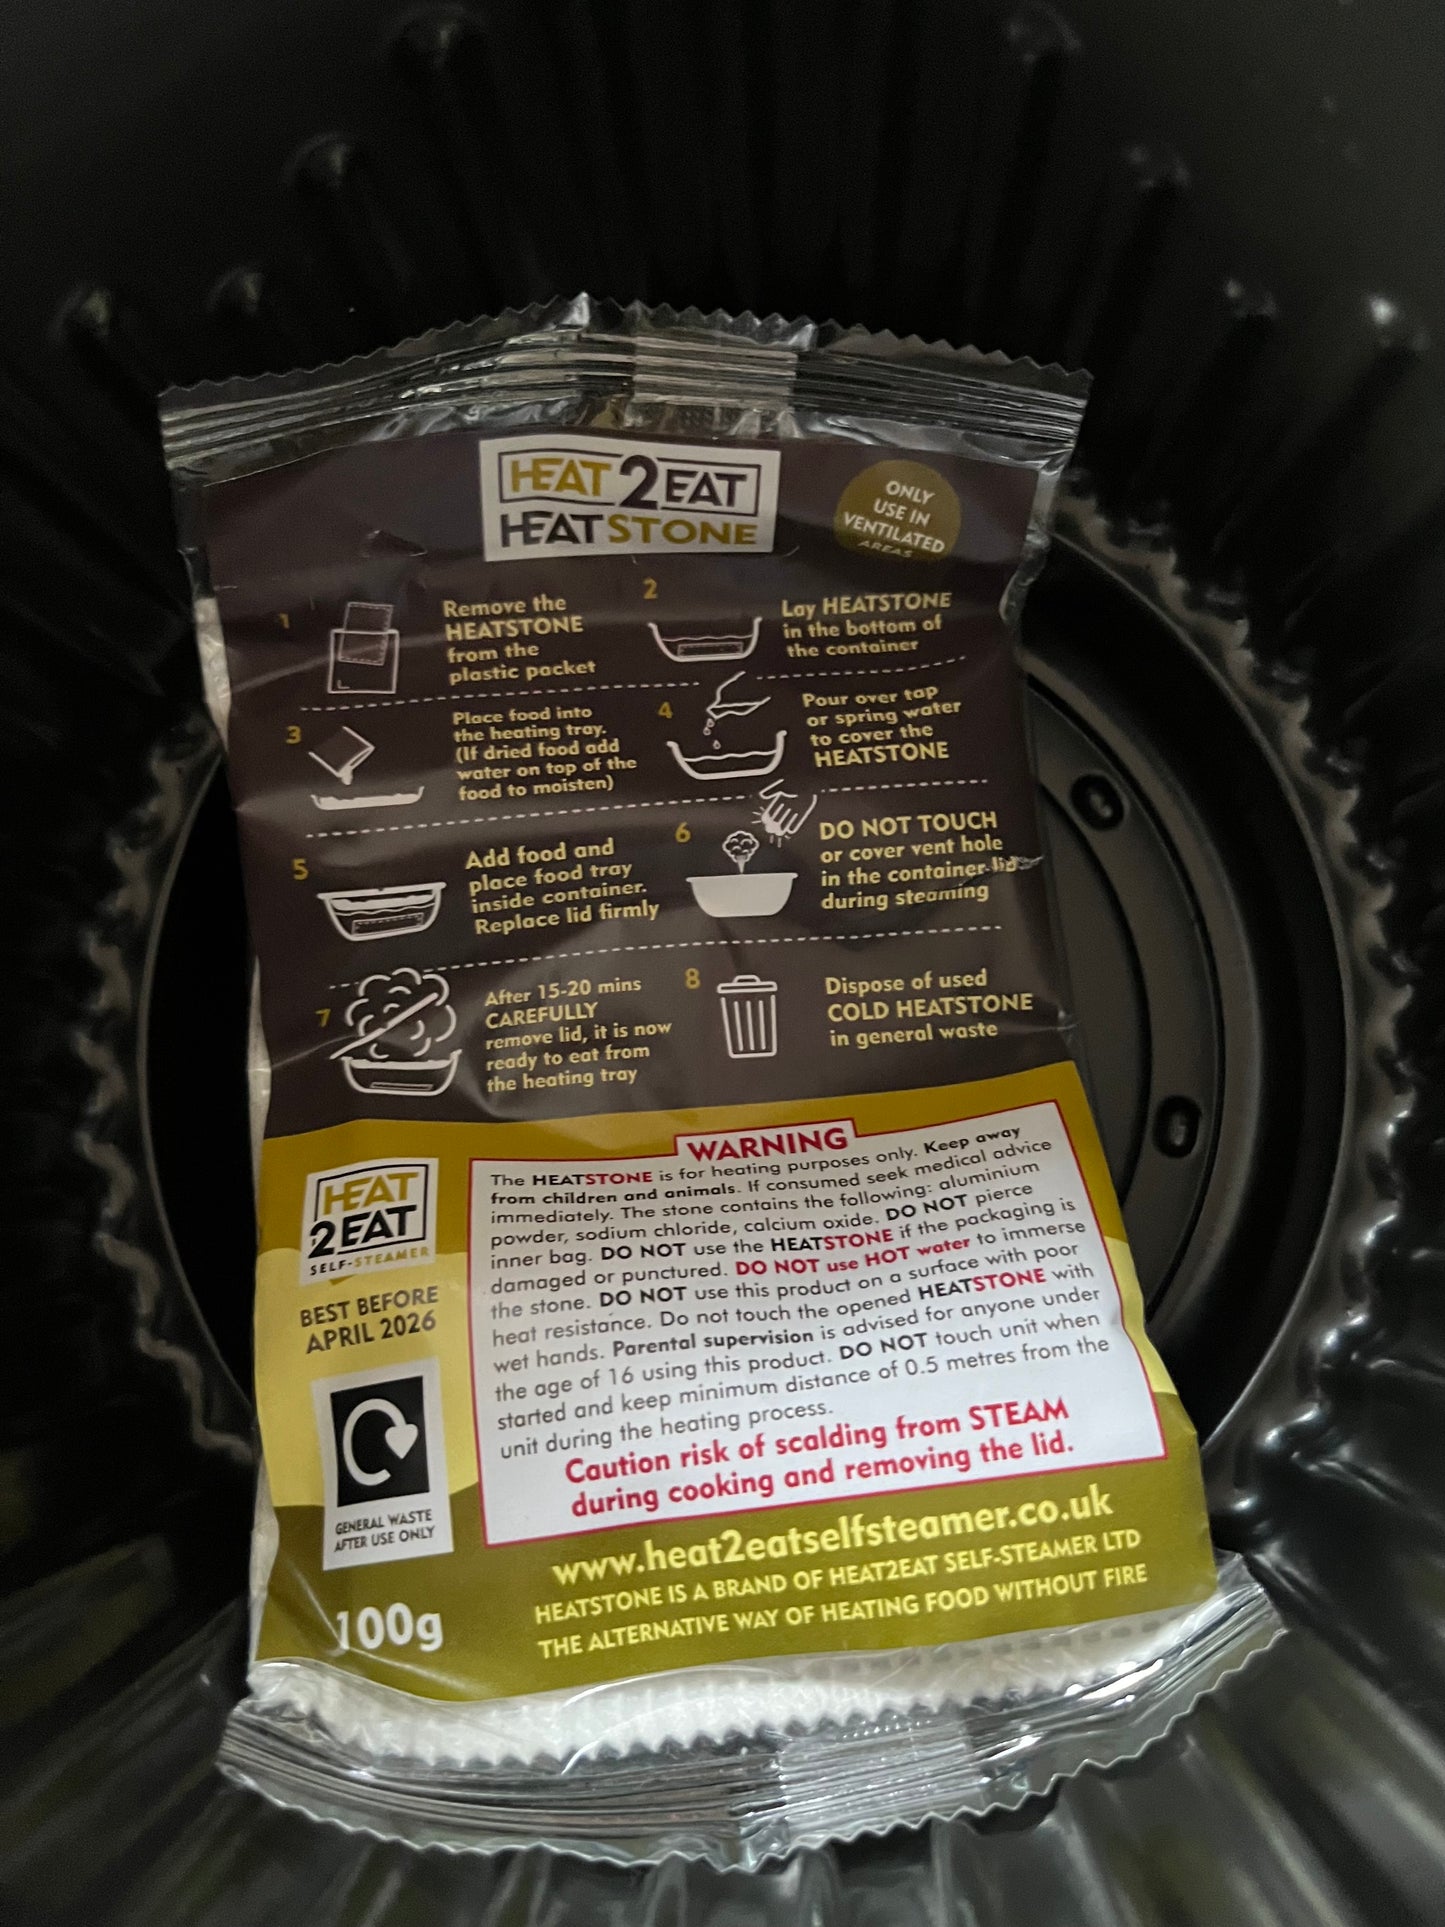 HEAT 2 EAT
HEATSTONE
ONLY
USE IN
VENTILATED
AREAS
1
Remove the
HEATSTONE
from the
plastic packet
2
Lay HEATSTONE
in the bottom of
the container
3
Place food into
the heating tray.
(If dried food add
water on top of the
food to moisten)
4
Pour over tap
or spring water
to cover the
HEATSTONE
5
Add food and
place food tray
inside container.
Replace lid firmly
6
DO NOT TOUCH
or cover vent hole
in the container lid
during steaming
7
After 15-20 mins
CAREFULLY
remove lid, it is now
ready to eat from
the heating tray
8
Dispose of used
COLD HEATSTONE
in general waste
HEAT
2 EAT
SELF-STEAMER
BEST BEFORE
APRIL 2026
GENERAL WASTE
AFTER USE ONLY
100g
WARNING
The HEATSTONE is for heating purposes only. Keep away
from children and animals. If consumed seek medical advice
immediately. The stone contains the following: aluminium
powder, sodium chloride, calcium oxide. DO NOT pierce
inner bag. DO NOT use the HEATSTONE if the packaging is
damaged or punctured. DO NOT use HOT water to immerse
the stone. DO NOT use this product on a surface with poor
heat resistance. Do not touch the opened HEATSTONE with
wet hands. Parental supervision is advised for anyone under
the age of 16 using this product. DO NOT touch unit when
started and keep minimum distance of 0.5 metres from the
unit during the heating process.
Caution risk of scalding from STEAM
during cooking and removing the lid.
www.heat2eatselfsteamer.co.uk
HEATSTONE IS A BRAND OF HEAT2EAT SELF-STEAMER LTD
THE ALTERNATIVE WAY OF HEATING FOOD WITHOUT FIRE